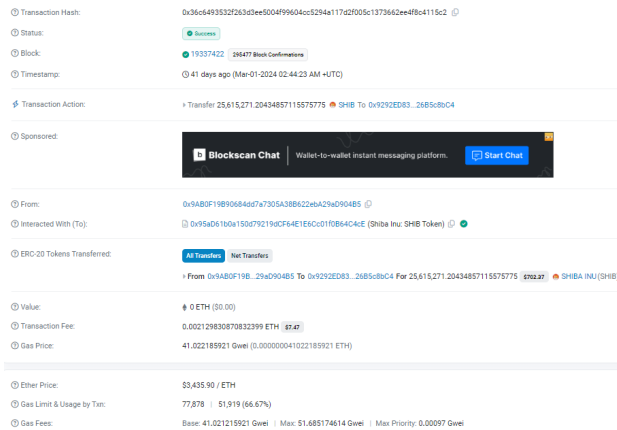 Transaction Hash: 0x36c6493532f263d3ee5004f99604cc5294a117d2f005c1373662ee4f8c4115c2
Status: Success
Block: 19337422 295477 Block Confirmations
Timestamp: 41 days ago (Mar-01-2024 02:44:23 AM +UTC)
Transaction Action: Transfer 25,615,271.20434857115575775 SHIB To 0x9292ED83...26B5c8bC4
Sponsored:
b Blockscan Chat Wallet-to-wallet instant messaging platform. Start Chat
From: 0x9AB0F19B90684dd7a7305A38B622ebA29aD904B5
Interacted With (To): 0x95aD61b0a150d79219dCF64E1E6Cc01f0B64C4cE (Shiba Inu: SHIB Token)
ERC-20 Tokens Transferred: All Transfers Net Transfers
From 0x9AB0F19B...29aD904B5 To 0x9292ED83...26B5c8bC4 For 25,615,271.20434857115575775 $702.37 SHIBA INU (SHIB
Value: 0 ETH ($0.00)
Transaction Fee: 0.002129830870832399 ETH $7.47
Gas Price: 41.022185921 Gwei (0.000000041022185921 ETH)
Ether Price: $3,435.90 / ETH
Gas Limit & Usage by Txn: 77,878 | 51,919 (66.67%)
Gas Fees: Base: 41.021215921 Gwei | Max: 51.685174614 Gwei | Max Priority: 0.00097 Gwei